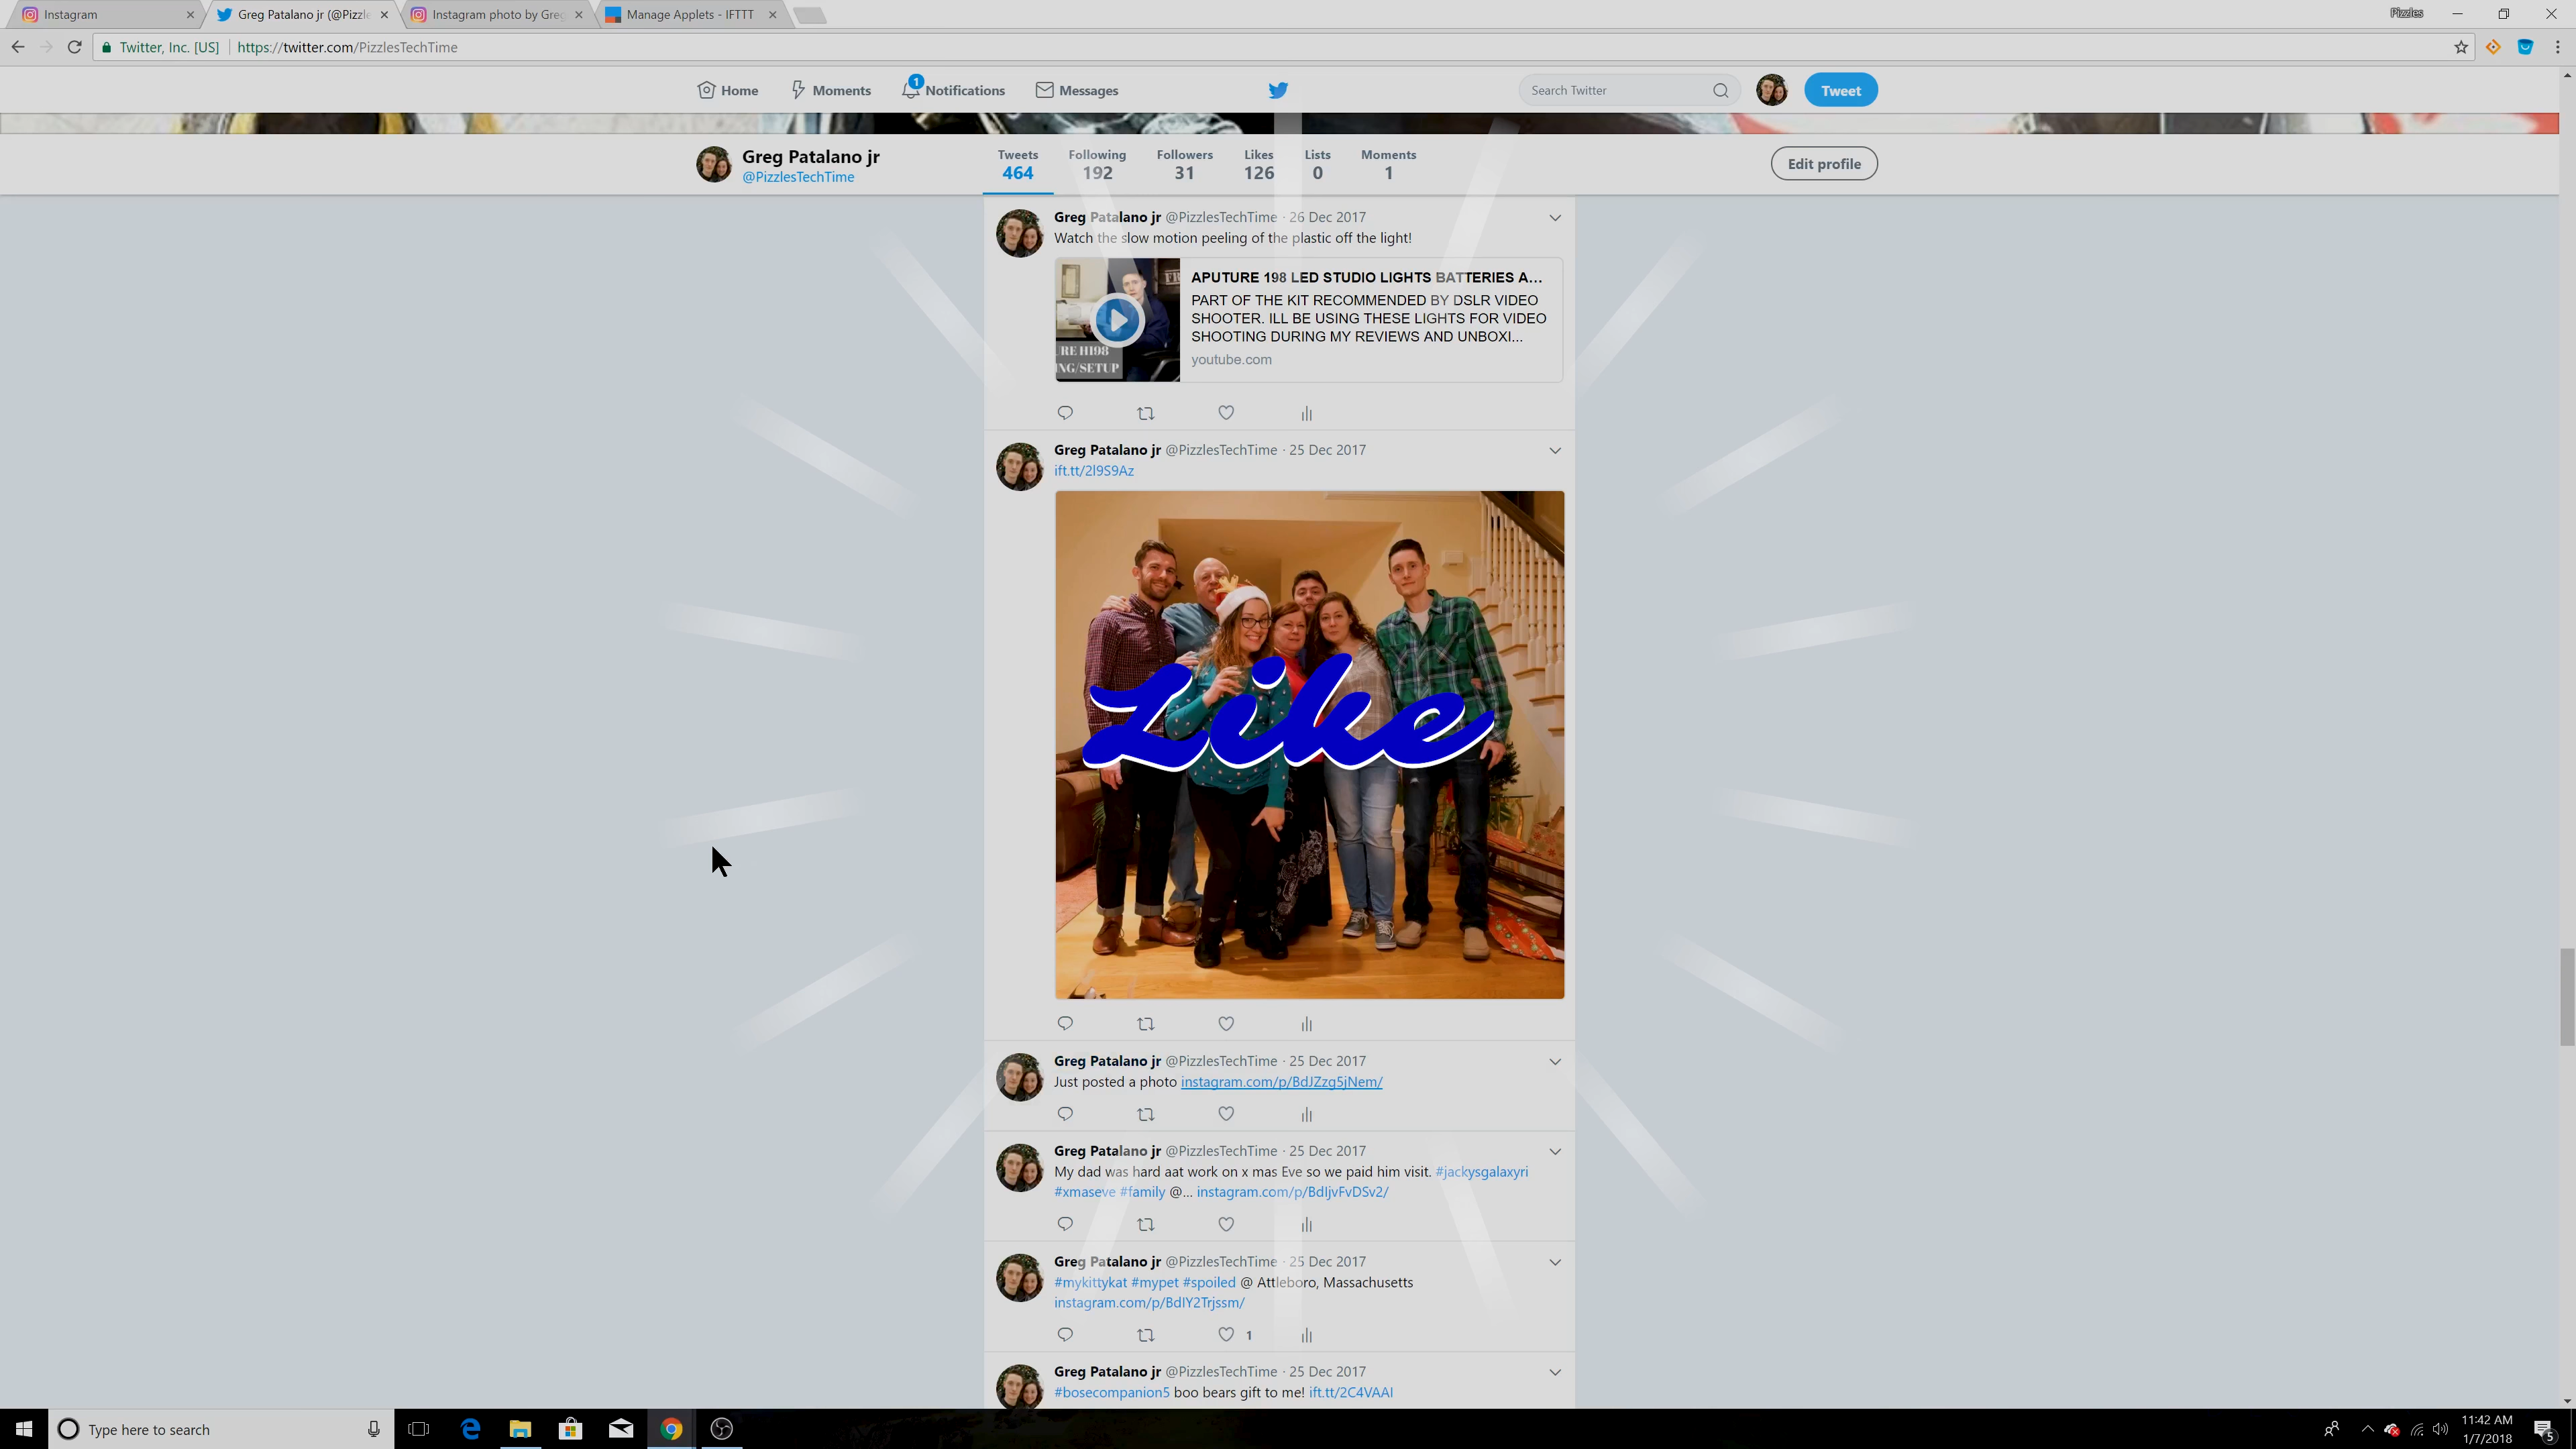 Instagram
Greg Patalano jr (@Pizzle
Instagram photo by Greg
Manage Applets - IFTTT
Pizzles
Twitter, Inc. [US]
https://twitter.com/PizzlesTechTime
Home
Moments
1
Notifications
Messages
Search Twitter
Tweet
Greg Patalano jr
@PizzlesTechTime
Tweets
464
Following
192
Followers
31
Likes
126
Lists
0
Moments
1
Edit profile
Greg Patalano jr @PizzlesTechTime · 26 Dec 2017
Watch the slow motion peeling of the plastic off the light!
APUTURE 198 LED STUDIO LIGHTS BATTERIES A...
PART OF THE KIT RECOMMENDED BY DSLR VIDEO
SHOOTER. ILL BE USING THESE LIGHTS FOR VIDEO
SHOOTING DURING MY REVIEWS AND UNBOXI...
youtube.com
URE H198
NG/SETUP
Greg Patalano jr @PizzlesTechTime · 25 Dec 2017
ift.tt/2l9S9Az
Like
Greg Patalano jr @PizzlesTechTime · 25 Dec 2017
Just posted a photo instagram.com/p/BdJZzg5jNem/
Greg Patalano jr @PizzlesTechTime · 25 Dec 2017
My dad was hard aat work on x mas Eve so we paid him visit. #jackysgalaxyri
#xmaseve #family @... instagram.com/p/BdIjvFvDSv2/
Greg Patalano jr @PizzlesTechTime · 25 Dec 2017
#mykittykat #mypet #spoiled @ Attleboro, Massachusetts
instagram.com/p/BdIY2Trjssm/
1
Greg Patalano jr @PizzlesTechTime · 25 Dec 2017
#bosecompanion5 boo bears gift to me! ift.tt/2C4VAAI
Type here to search
11:42 AM
1/7/2018
5